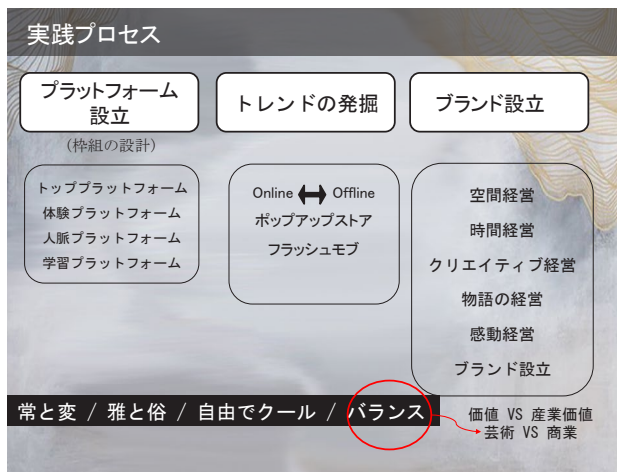 実践プロセス
プラットフォーム
設立
(枠組の設計)
トッププラットフォーム
体験プラットフォーム
人脈プラットフォーム
学習プラットフォーム
トレンドの発掘
Online Offline
ポップアップストア
フラッシュモブ
ブランド設立
空間経営
時間経営
クリエイティブ経営
物語の経営
感動経営
ブランド設立
常と変 / 雅と俗 / 自由でクール / バランス
価値 VS 産業価値
芸術 VS 商業